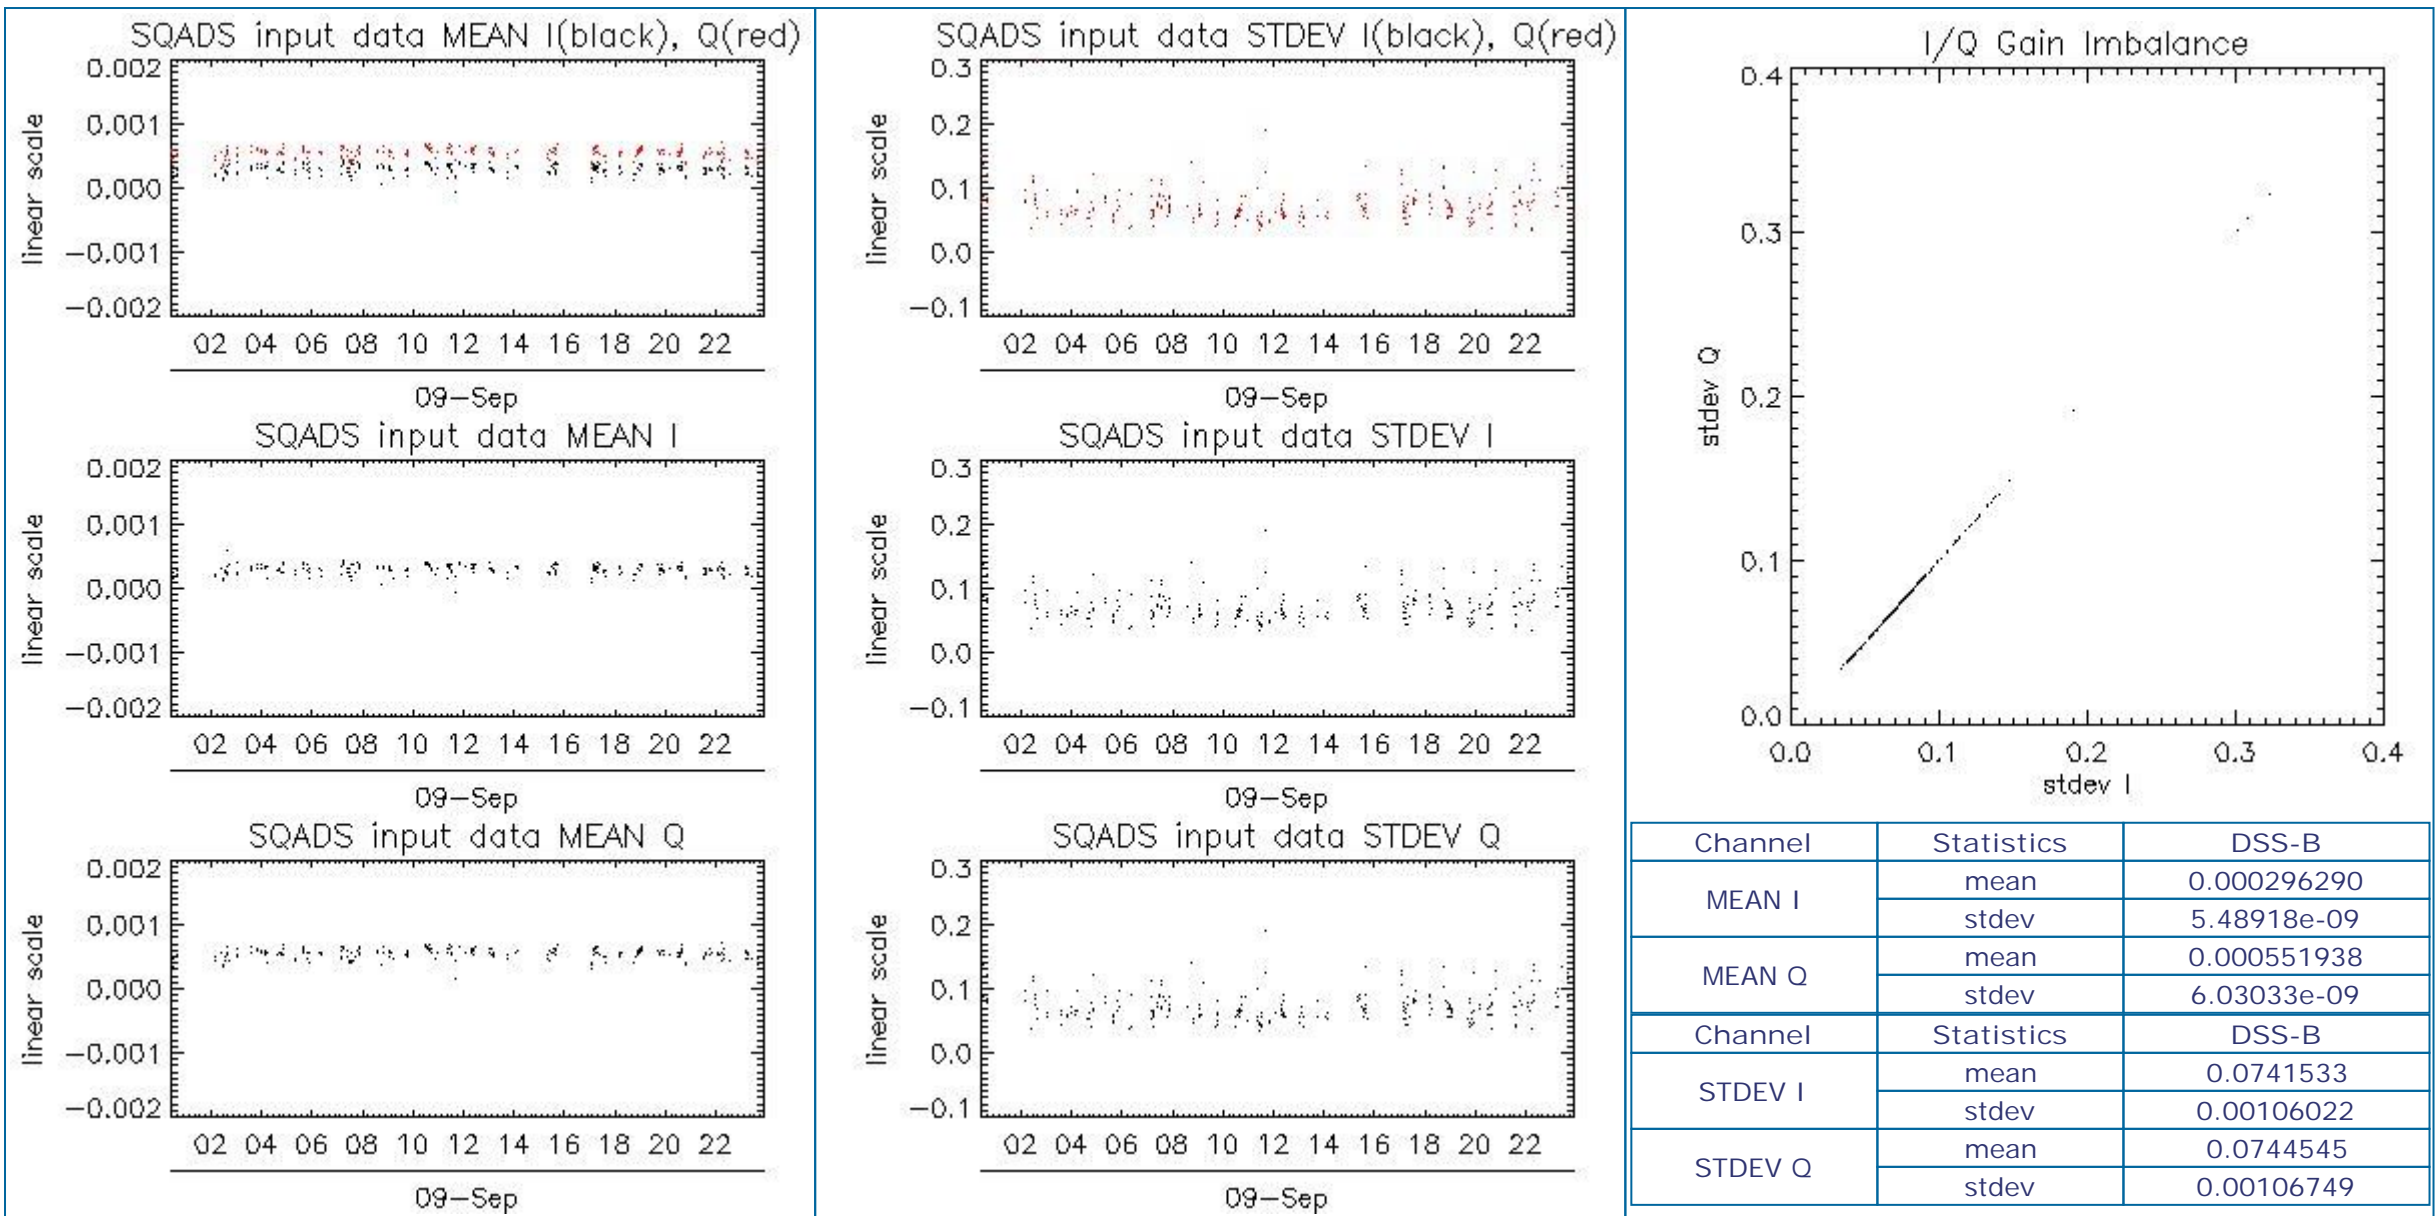 SQADS input data MEAN I(black), Q(red)
0.002
0.001
0.000
-0.001
-0.002
linear scale
02 04 06 08 10 12 14 16 18 20 22
09-Sep
SQADS input data MEAN I
0.002
0.001
0.000
-0.001
-0.002
linear scale
02 04 06 08 10 12 14 16 18 20 22
09-Sep
SQADS input data MEAN Q
0.002
0.001
0.000
-0.001
-0.002
linear scale
02 04 06 08 10 12 14 16 18 20 22
09-Sep
SQADS input data STDEV I(black), Q(red)
0.3
0.2
0.1
0.0
-0.1
linear scale
02 04 06 08 10 12 14 16 18 20 22
09-Sep
SQADS input data STDEV I
0.3
0.2
0.1
0.0
-0.1
linear scale
02 04 06 08 10 12 14 16 18 20 22
09-Sep
SQADS input data STDEV Q
0.3
0.2
0.1
0.0
-0.1
linear scale
02 04 06 08 10 12 14 16 18 20 22
09-Sep
I/Q Gain Imbalance
0.4
0.3
0.2
0.1
0.0
stdev Q
0.0 0.1 0.2 0.3 0.4
stdev I
Channel Statistics DSS-B
MEAN I mean 0.000296290
stdev 5.48918e-09
MEAN Q mean 0.000551938
stdev 6.03033e-09
Channel Statistics DSS-B
STDEV I mean 0.0741533
stdev 0.00106022
STDEV Q mean 0.0744545
stdev 0.00106749